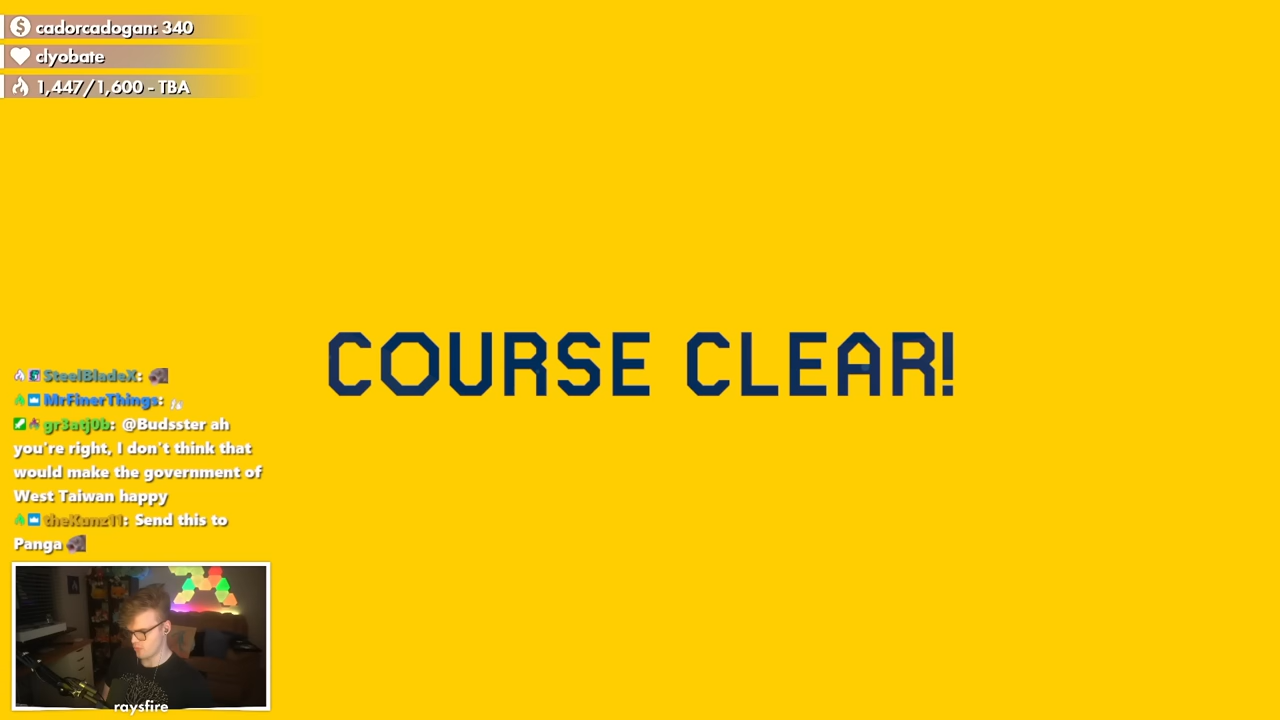 cadorcadogan: 340
clyobate
1,447/1,600 - TBA
COURSE CLEAR!
SteelBladeX:
MrFinerThings:
gr3atj0b: @Budsster ah
you're right, I don't think that
would make the government of
West Taiwan happy
theKunz11: Send this to
Panga
raysfire